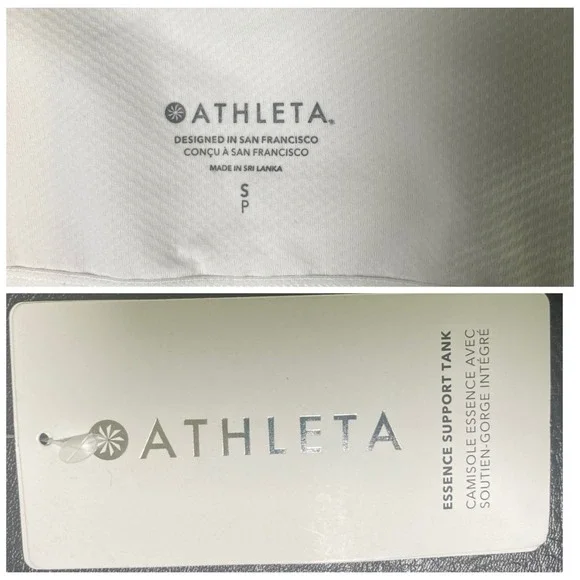 ATHLETA®
DESIGNED IN SAN FRANCISCO
CONÇU À SAN FRANCISCO
MADE IN SRI LANKA
S
P
ATHLETA
ESSENCE SUPPORT TANK
CAMISOLE ESSENCE AVEC
SOUTIEN-GORGE INTÉGRÉ